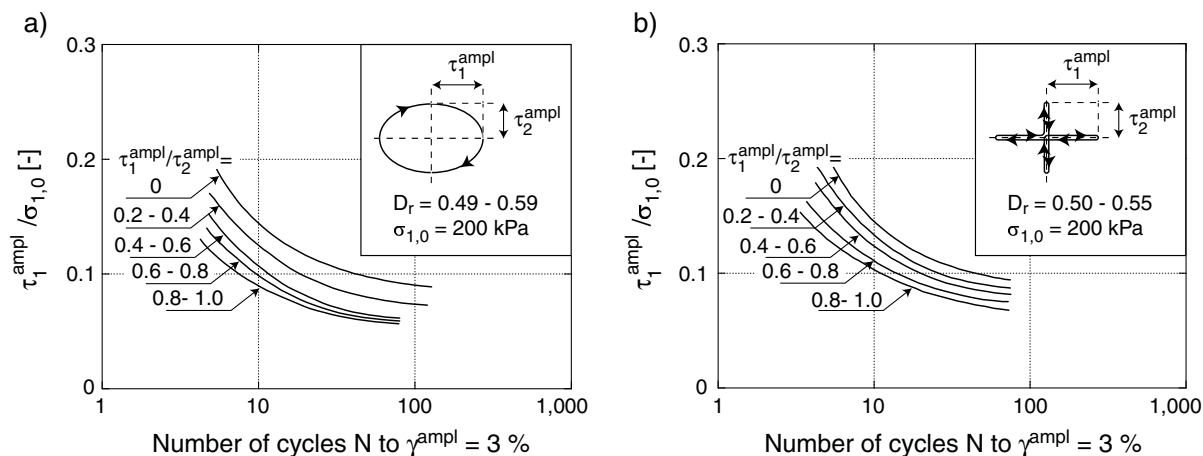 a)
0.3
0.2
0.1
0
τ₁ᵃᵐᵖˡ/σ₁,₀ [-]
τ₁ᵃᵐᵖˡ/τ₂ᵃᵐᵖˡ=
0
0.2 - 0.4
0.4 - 0.6
0.6 - 0.8
0.8- 1.0
τ₁ᵃᵐᵖˡ
τ₂ᵃᵐᵖˡ
Dᵣ = 0.49 - 0.59
σ₁,₀ = 200 kPa
1
10
100
1,000
Number of cycles N to γᵃᵐᵖˡ = 3 %
b)
0.3
0.2
0.1
0
τ₁ᵃᵐᵖˡ/σ₁,₀ [-]
τ₁ᵃᵐᵖˡ/τ₂ᵃᵐᵖˡ=
0
0.2 - 0.4
0.4 - 0.6
0.6 - 0.8
0.8- 1.0
τ₁ᵃᵐᵖˡ
τ₂ᵃᵐᵖˡ
Dᵣ = 0.50 - 0.55
σ₁,₀ = 200 kPa
1
10
100
1,000
Number of cycles N to γᵃᵐᵖˡ = 3 %